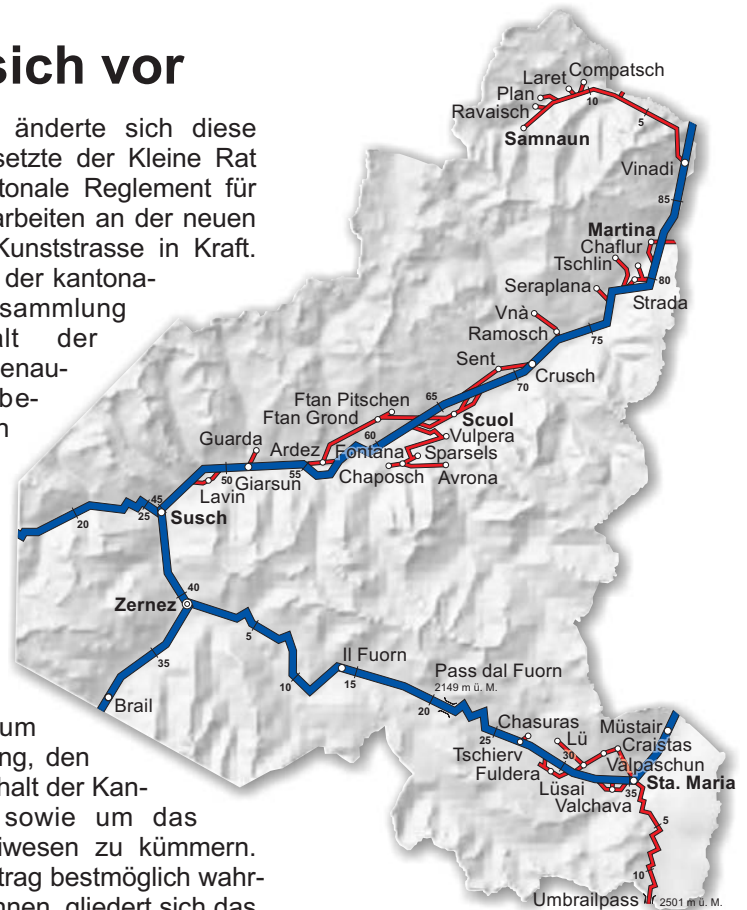 sich vor
änderte sich diese
setzte der Kleine Rat
tonale Reglement für
arbeiten an der neuen
Kunststrasse in Kraft.
der kantona-
sammlung
alt der
enau-
be-
um
ng, den
halt der Kan-
sowie um das
iwesen zu kümmern.
trag bestmöglich wahr-
nnen, gliedert sich das
Laret Compatsch
Plan
10
Ravaisch
5
Samnaun
Vinadi
85
Martina
Chaflur
Tschlin
80
Seraplana
Strada
Vnà
75
Ramosch
Sent
Crusch
70
Ftan Pitschen
65
Ftan Grond
Scuol
60
Guarda
Ardez
Fontana
Vulpera
Sparsels
55
50
Giarsun
Chaposch
Avrona
Lavin
45
20
25
Susch
40
Zernez
5
35
Il Fuorn
10
15
Pass dal Fuorn
2149 m ü. M.
20
Brail
25
Chasuras
Lü
Müstair
Craistas
Tschierv
30
Valpaschun
Fuldera
Lüsai
35
Sta. Maria
Valchava
5
10
Umbrailpass
2501 m ü. M.